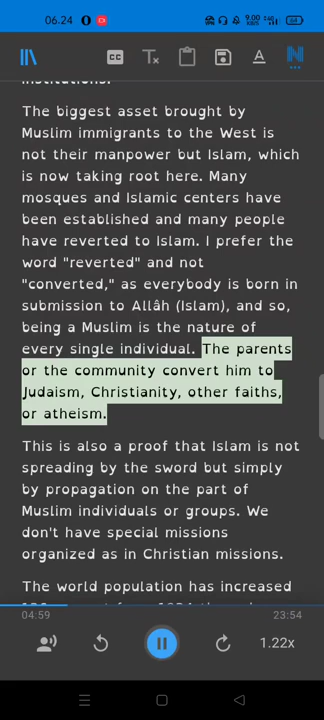 06.24
9.00 KB/S
68
CC
institutions.
The biggest asset brought by
Muslim immigrants to the West is
not their manpower but Islam, which
is now taking root here. Many
mosques and Islamic centers have
been established and many people
have reverted to Islam. I prefer the
word "reverted" and not
"converted," as everybody is born in
submission to Allâh (Islam), and so,
being a Muslim is the nature of
every single individual. The parents
or the community convert him to
Judaism, Christianity, other faiths,
or atheism.
This is also a proof that Islam is not
spreading by the sword but simply
by propagation on the part of
Muslim individuals or groups. We
don't have special missions
organized as in Christian missions.
The world population has increased
04:59
23:54
1.22x